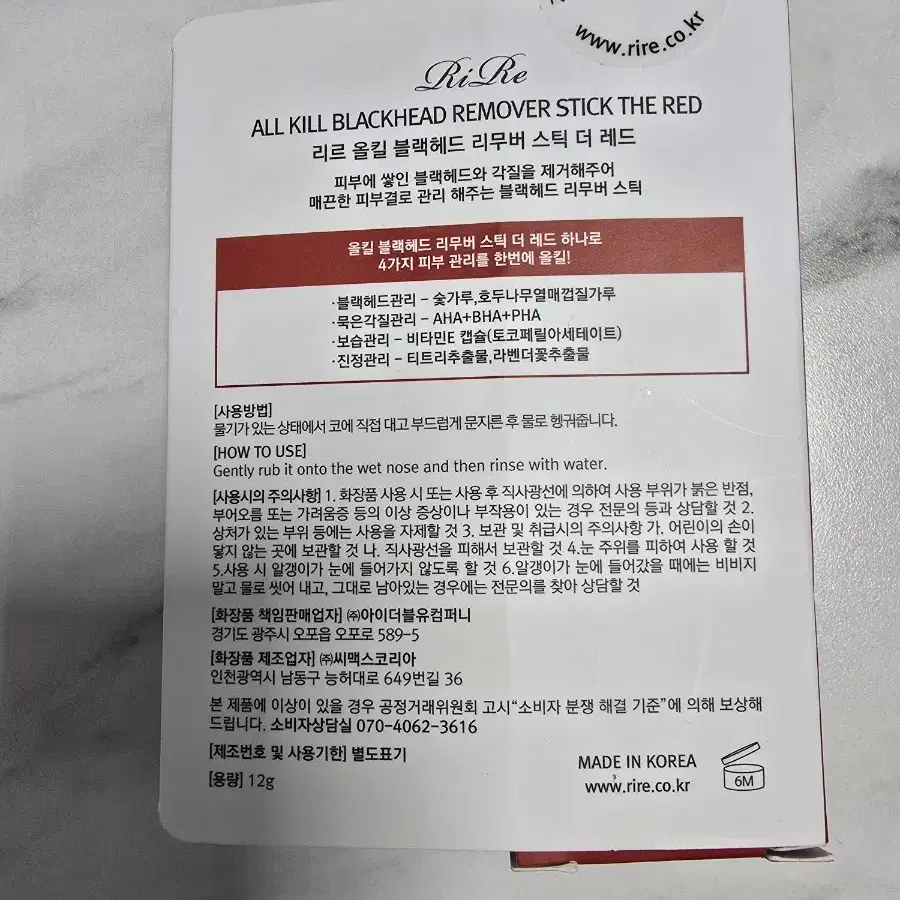 www.rire.co.kr
RiRe
ALL KILL BLACKHEAD REMOVER STICK THE RED
리르 올킬 블랙헤드 리무버 스틱 더 레드
피부에 쌓인 블랙헤드와 각질을 제거해주어
매끈한 피부결로 관리 해주는 블랙헤드 리무버 스틱
올킬 블랙헤드 리무버 스틱 더 레드 하나로
4가지 피부 관리를 한번에 올킬!
·블랙헤드관리 – 숯가루,호두나무열매껍질가루
·묵은각질관리 – AHA+BHA+PHA
·보습관리 – 비타민E 캡슐(토코페릴아세테이트)
·진정관리 – 티트리추출물,라벤더꽃추출물
[사용방법]
물기가 있는 상태에서 코에 직접 대고 부드럽게 문지른 후 물로 헹궈줍니다.
[HOW TO USE]
Gently rub it onto the wet nose and then rinse with water.
[사용시의 주의사항] 1. 화장품 사용 시 또는 사용 후 직사광선에 의하여 사용 부위가 붉은 반점,
부어오름 또는 가려움증 등의 이상 증상이나 부작용이 있는 경우 전문의 등과 상담할 것 2.
상처가 있는 부위 등에는 사용을 자제할 것 3. 보관 및 취급시의 주의사항 가. 어린이의 손이
닿지 않는 곳에 보관할 것 나. 직사광선을 피해서 보관할 것 4.눈 주위를 피하여 사용 할 것
5.사용 시 알갱이가 눈에 들어가지 않도록 할 것 6.알갱이가 눈에 들어갔을 때에는 비비지
말고 물로 씻어 내고, 그대로 남아있는 경우에는 전문의를 찾아 상담할 것
[화장품 책임판매업자] ㈜아이더블유컴퍼니
경기도 광주시 오포읍 오포로 589-5
[화장품 제조업자] ㈜씨맥스코리아
인천광역시 남동구 능허대로 649번길 36
본 제품에 이상이 있을 경우 공정거래위원회 고시“소비자 분쟁 해결 기준”에 의해 보상해
드립니다. 소비자상담실 070-4062-3616
[제조번호 및 사용기한] 별도표기
[용량] 12g
MADE IN KOREA
www.rire.co.kr
6M